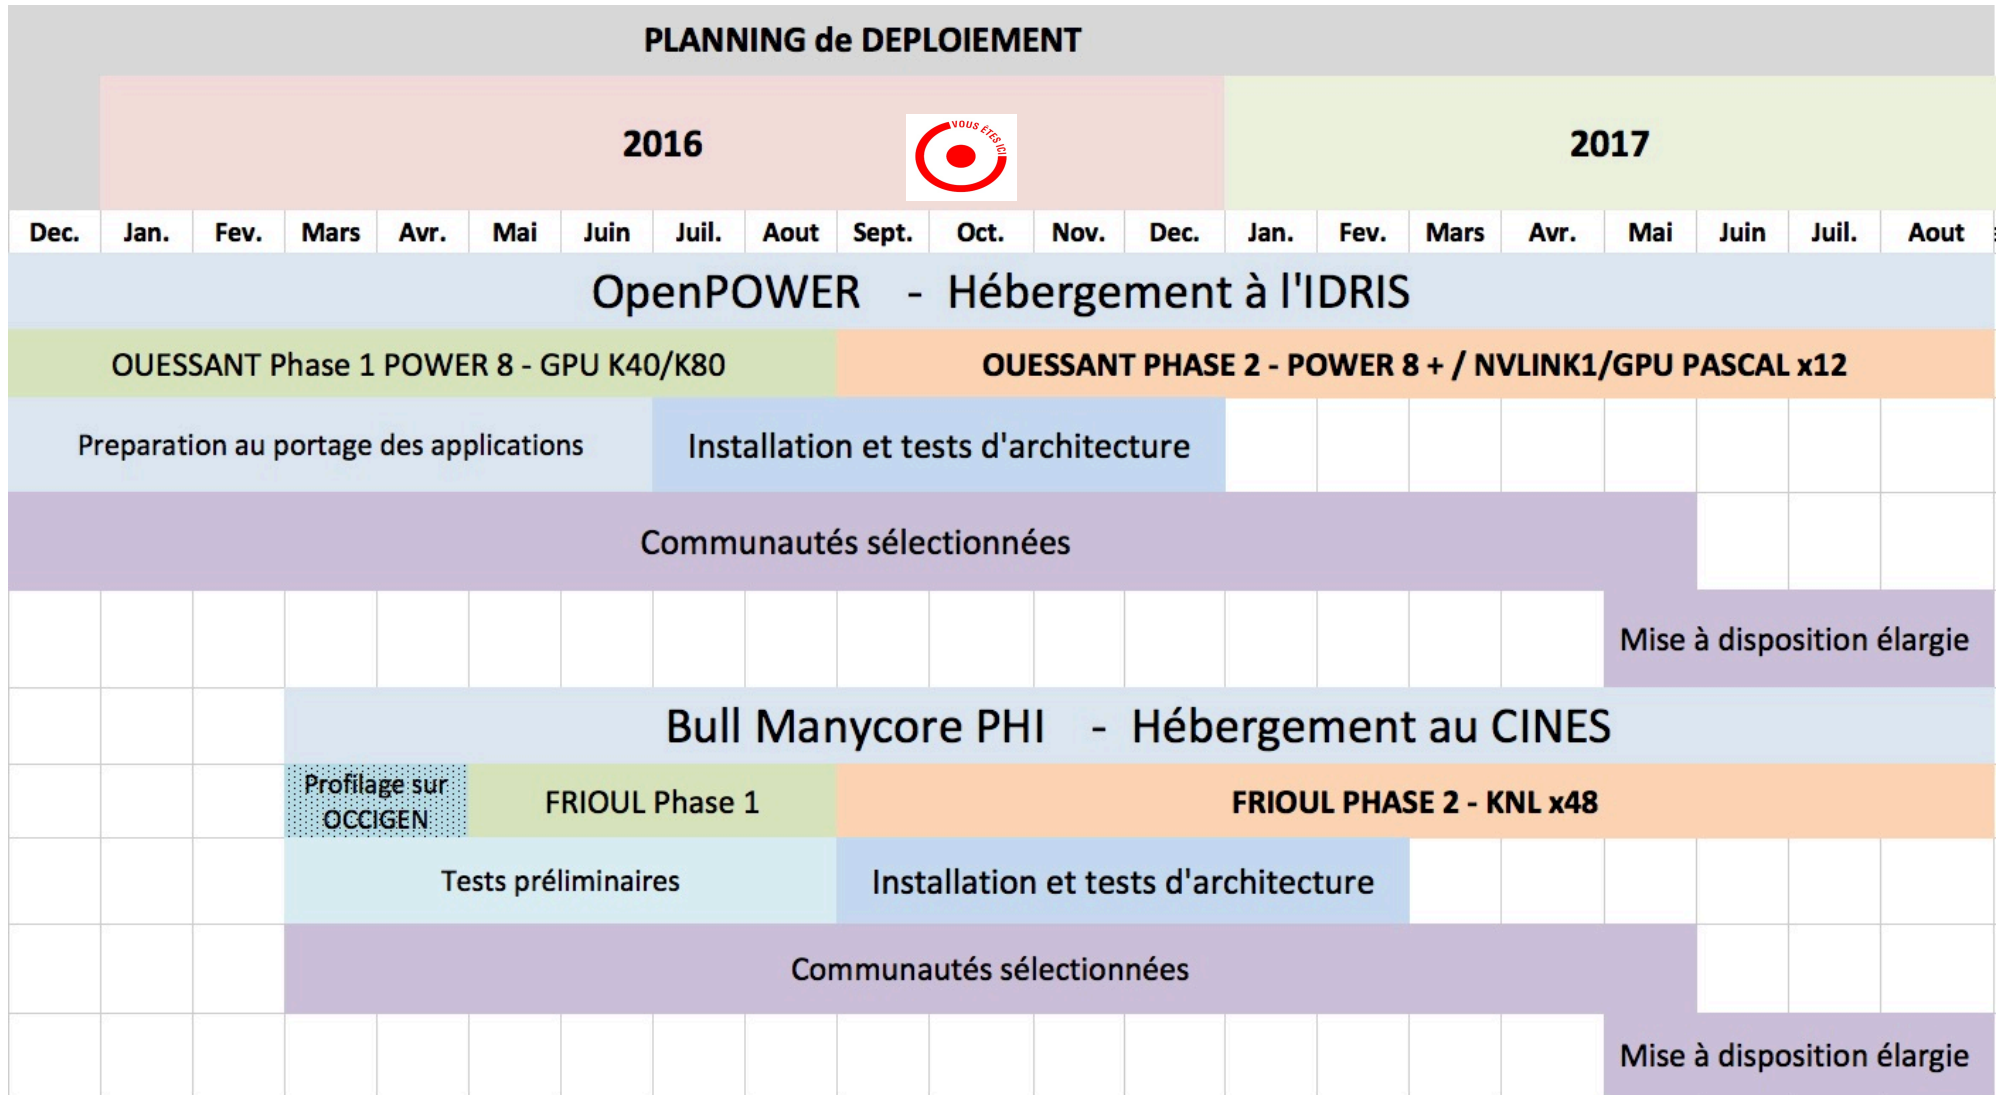 PLANNING de DEPLOIEMENT
2016
VOUS ÊTES ICI
2017
Dec. Jan. Fev. Mars Avr. Mai Juin Juil. Aout Sept. Oct. Nov. Dec. Jan. Fev. Mars Avr. Mai Juin Juil. Aout
OpenPOWER - Hébergement à l'IDRIS
OUESSANT Phase 1 POWER 8 - GPU K40/K80
OUESSANT PHASE 2 - POWER 8 + / NVLINK1/GPU PASCAL x12
Preparation au portage des applications
Installation et tests d'architecture
Communautés sélectionnées
Mise à disposition élargie
Bull Manycore PHI - Hébergement au CINES
Profilage sur
OCCIGEN
FRIOUL Phase 1
FRIOUL PHASE 2 - KNL x48
Tests préliminaires
Installation et tests d'architecture
Communautés sélectionnées
Mise à disposition élargie